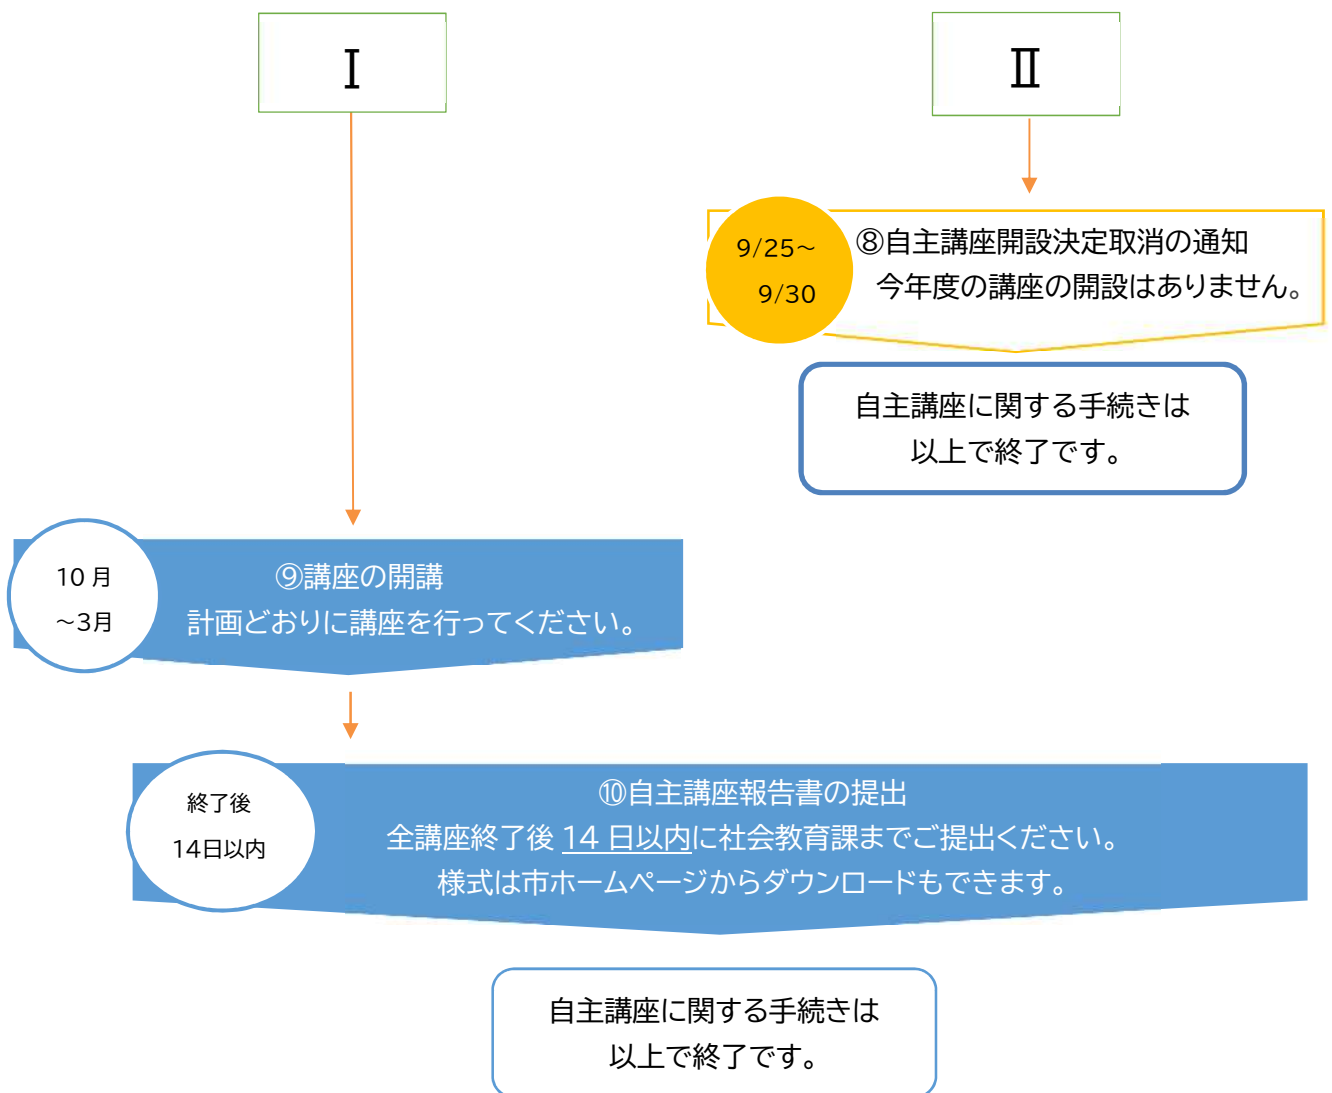 Ⅰ
Ⅱ
9/25～
9/30
⑧自主講座開設決定取消の通知
今年度の講座の開設はありません。
自主講座に関する手続きは
以上で終了です。
10月
～3月
⑨講座の開講
計画どおりに講座を行ってください。
終了後
14日以内
⑩自主講座報告書の提出
全講座終了後 14 日以内に社会教育課までご提出ください。
様式は市ホームページからダウンロードもできます。
自主講座に関する手続きは
以上で終了です。